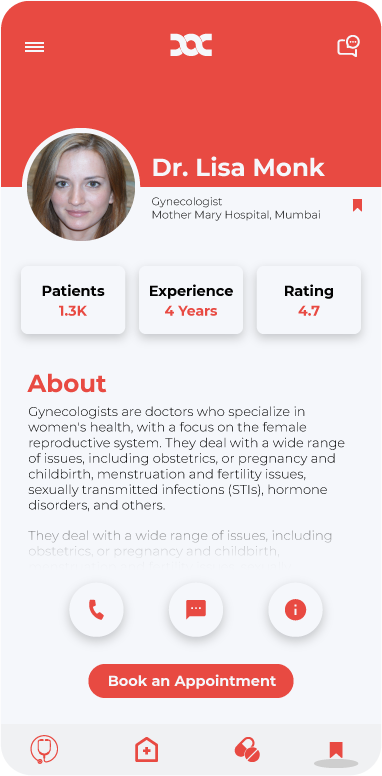 DOC
Dr. Lisa Monk
Gynecologist
Mother Mary Hospital, Mumbai
Patients
1.3K
Experience
4 Years
Rating
4.7
About
Gynecologists are doctors who specialize in
women's health, with a focus on the female
reproductive system. They deal with a wide range
of issues, including obstetrics, or pregnancy and
childbirth, menstruation and fertility issues,
sexually transmitted infections (STIs), hormone
disorders, and others.
They deal with a wide range of issues, including
obstetrics, or pregnancy and childbirth,
Book an Appointment